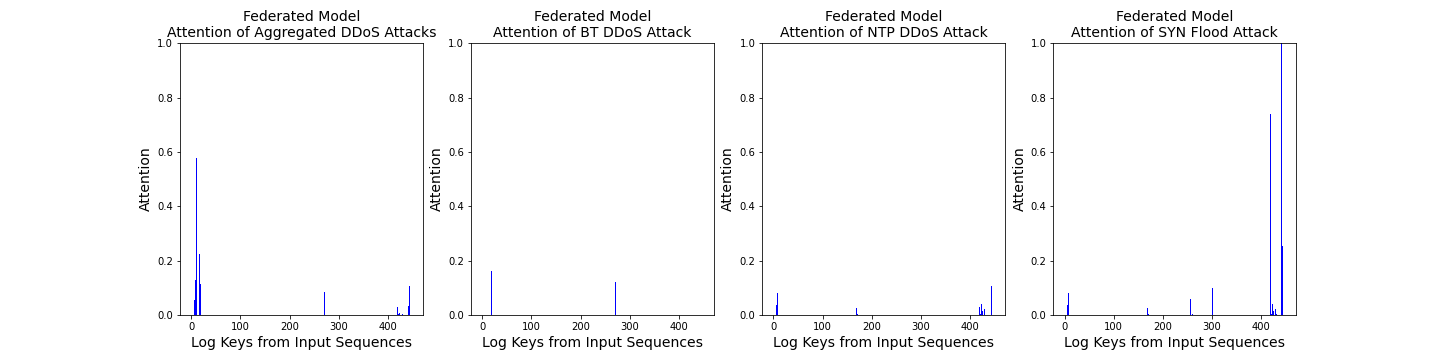 Federated Model
Attention of Aggregated DDoS Attacks
1.0
0.8
0.6
0.4
0.2
0.0
Attention
0 100 200 300 400
Log Keys from Input Sequences
Federated Model
Attention of BT DDoS Attack
1.0
0.8
0.6
0.4
0.2
0.0
Attention
0 100 200 300 400
Log Keys from Input Sequences
Federated Model
Attention of NTP DDoS Attack
1.0
0.8
0.6
0.4
0.2
0.0
Attention
0 100 200 300 400
Log Keys from Input Sequences
Federated Model
Attention of SYN Flood Attack
1.0
0.8
0.6
0.4
0.2
0.0
Attention
0 100 200 300 400
Log Keys from Input Sequences